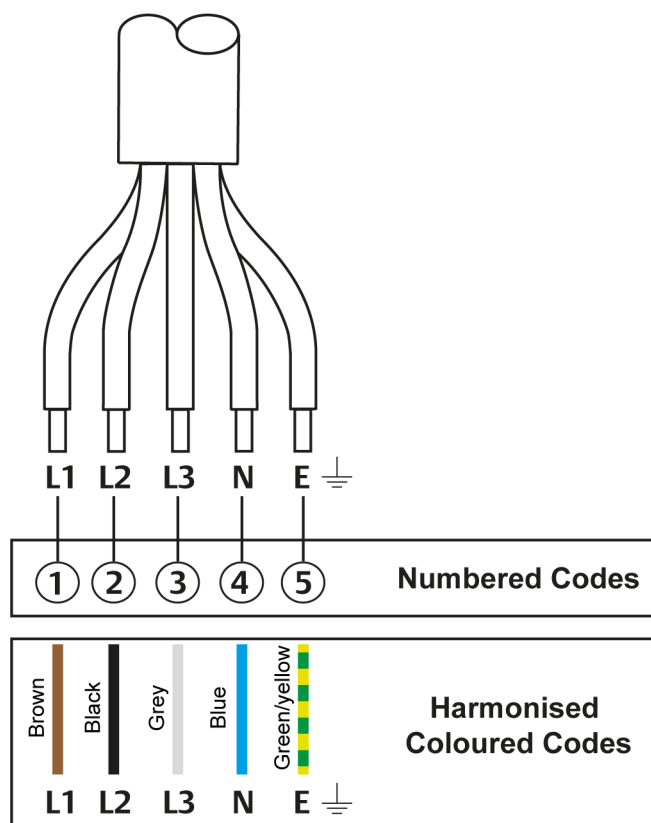 L1 L2 L3 N E
1 2 3 4 5 Numbered Codes
Brown
Black
Grey
Blue
Green/yellow
Harmonised
Coloured Codes
L1 L2 L3 N E